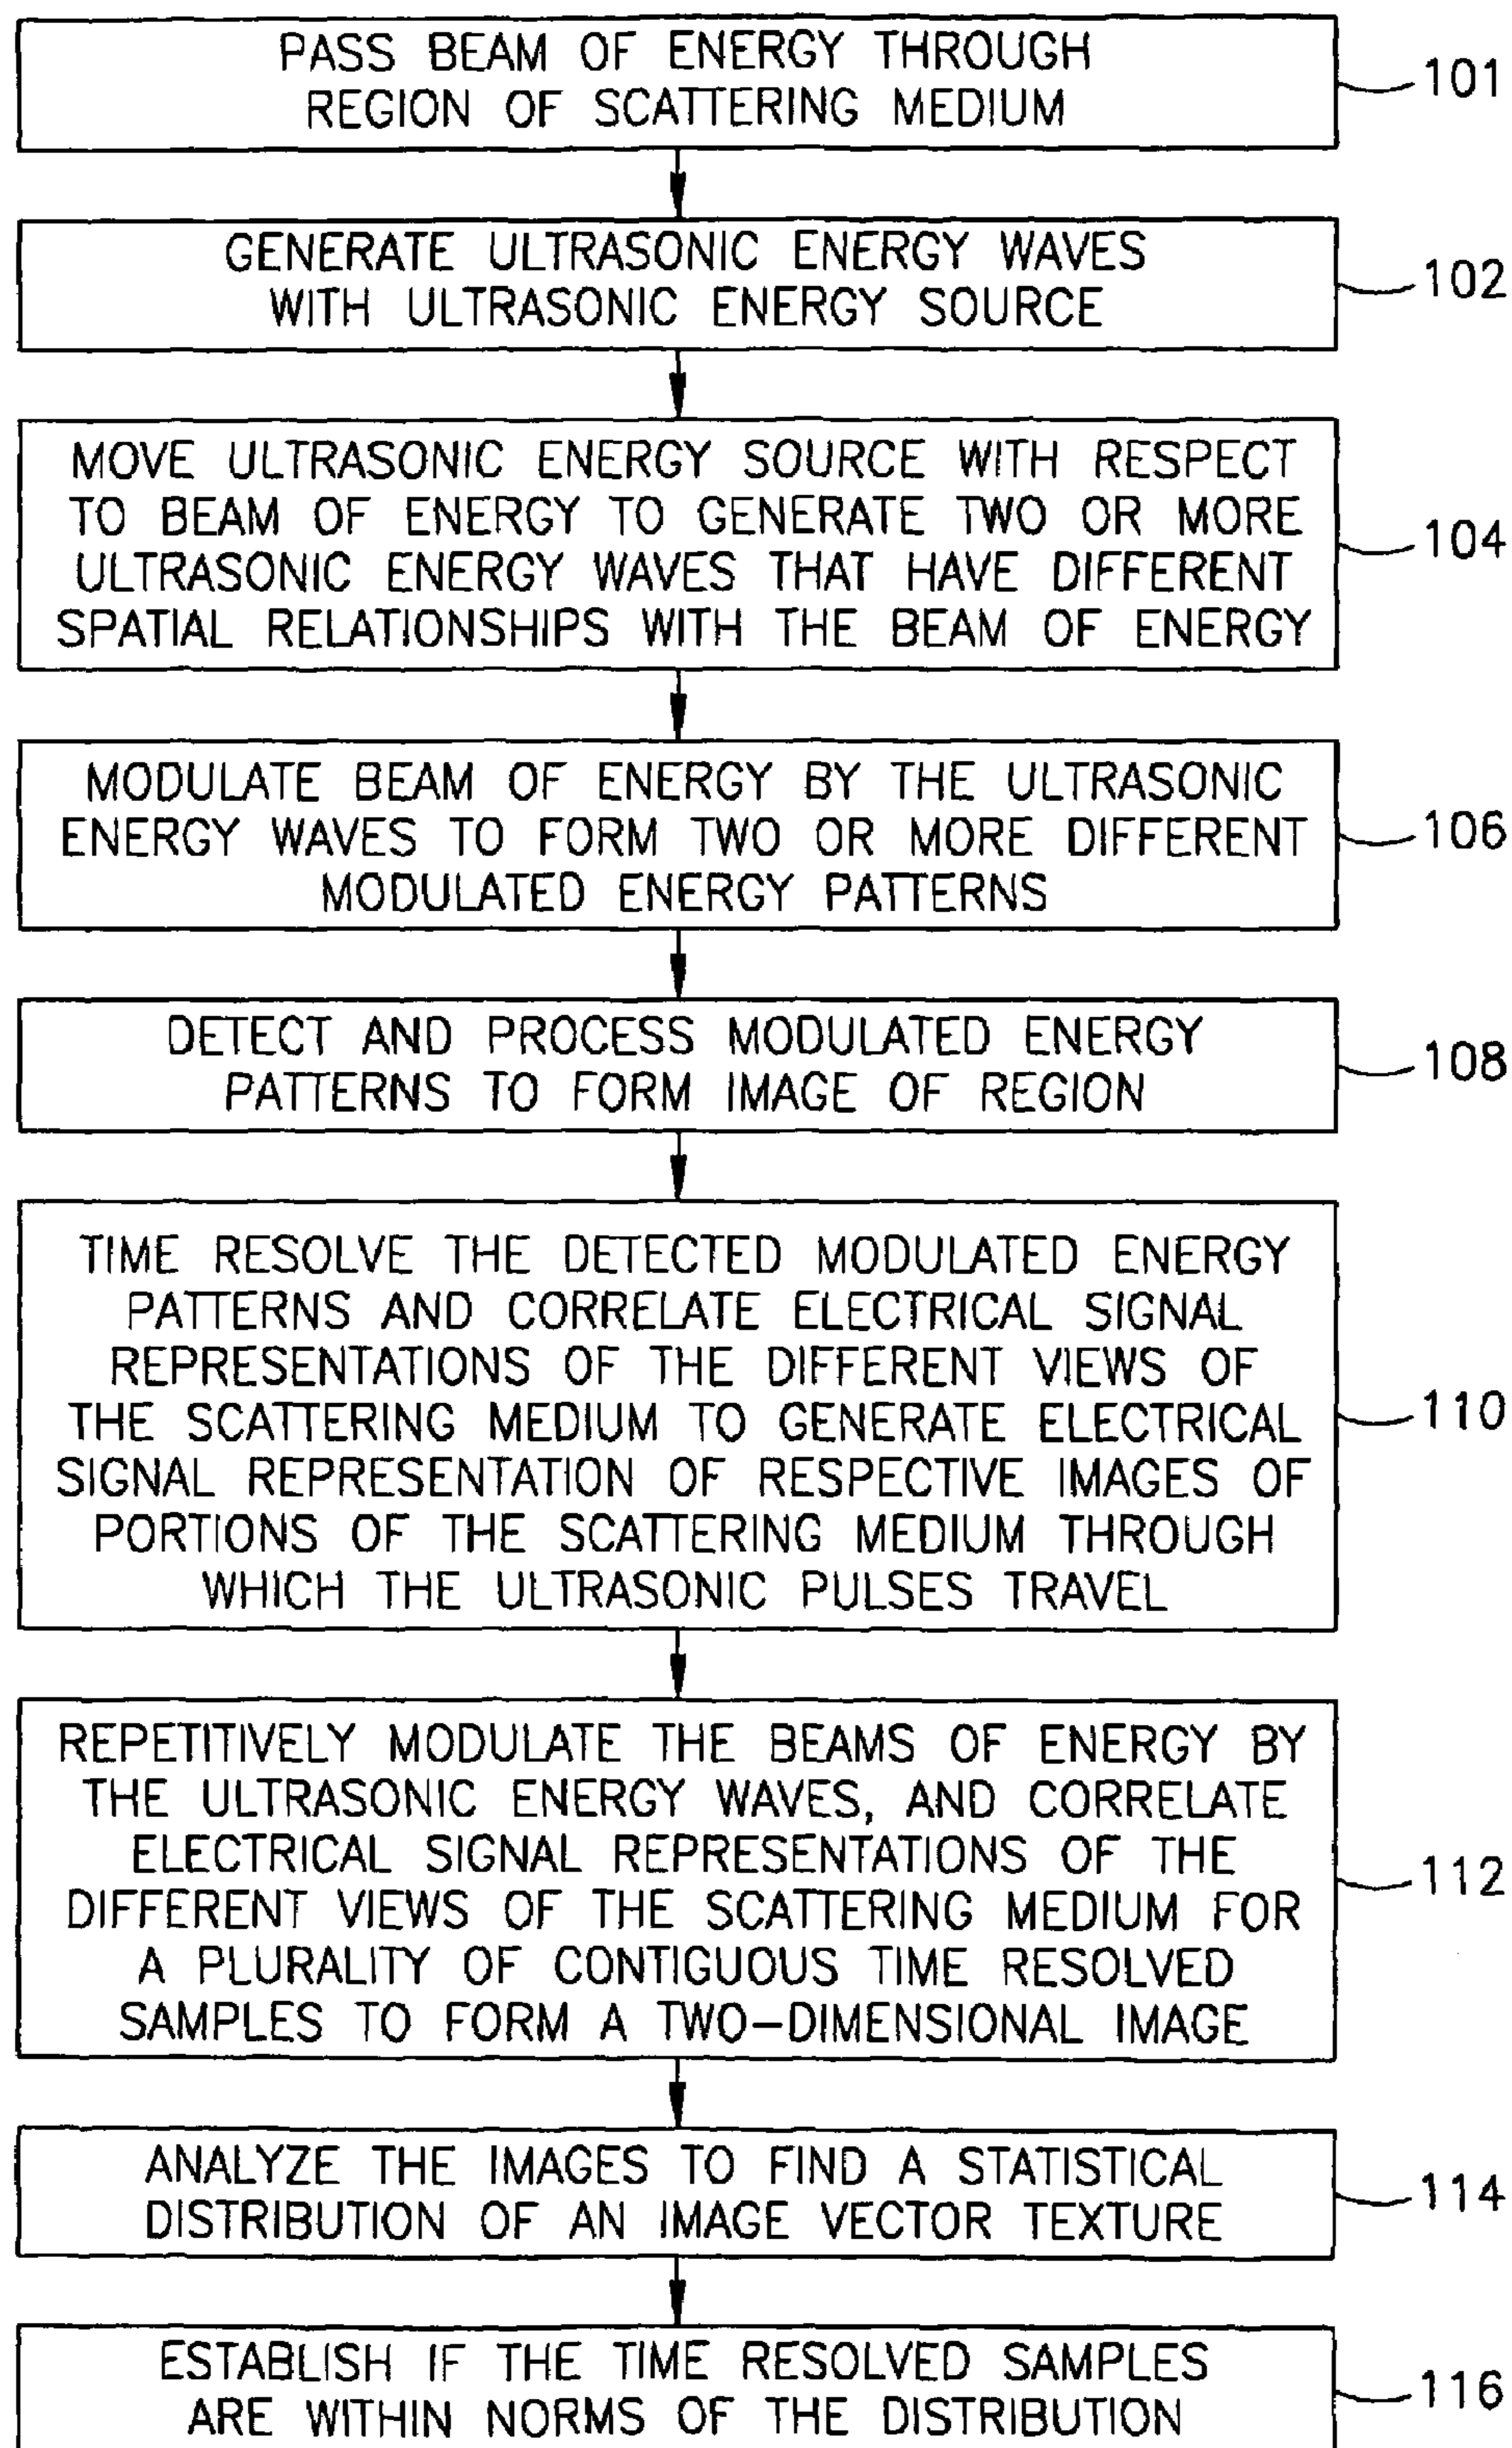 PASS BEAM OF ENERGY THROUGH
REGION OF SCATTERING MEDIUM
101
GENERATE ULTRASONIC ENERGY WAVES
WITH ULTRASONIC ENERGY SOURCE
102
MOVE ULTRASONIC ENERGY SOURCE WITH RESPECT
TO BEAM OF ENERGY TO GENERATE TWO OR MORE
ULTRASONIC ENERGY WAVES THAT HAVE DIFFERENT
SPATIAL RELATIONSHIPS WITH THE BEAM OF ENERGY
104
MODULATE BEAM OF ENERGY BY THE ULTRASONIC
ENERGY WAVES TO FORM TWO OR MORE DIFFERENT
MODULATED ENERGY PATTERNS
106
DETECT AND PROCESS MODULATED ENERGY
PATTERNS TO FORM IMAGE OF REGION
108
TIME RESOLVE THE DETECTED MODULATED ENERGY
PATTERNS AND CORRELATE ELECTRICAL SIGNAL
REPRESENTATIONS OF THE DIFFERENT VIEWS OF
THE SCATTERING MEDIUM TO GENERATE ELECTRICAL
SIGNAL REPRESENTATION OF RESPECTIVE IMAGES OF
PORTIONS OF THE SCATTERING MEDIUM THROUGH
WHICH THE ULTRASONIC PULSES TRAVEL
110
REPETITIVELY MODULATE THE BEAMS OF ENERGY BY
THE ULTRASONIC ENERGY WAVES, AND CORRELATE
ELECTRICAL SIGNAL REPRESENTATIONS OF THE
DIFFERENT VIEWS OF THE SCATTERING MEDIUM FOR
A PLURALITY OF CONTIGUOUS TIME RESOLVED
SAMPLES TO FORM A TWO-DIMENSIONAL IMAGE
112
ANALYZE THE IMAGES TO FIND A STATISTICAL
DISTRIBUTION OF AN IMAGE VECTOR TEXTURE
114
ESTABLISH IF THE TIME RESOLVED SAMPLES
ARE WITHIN NORMS OF THE DISTRIBUTION
116